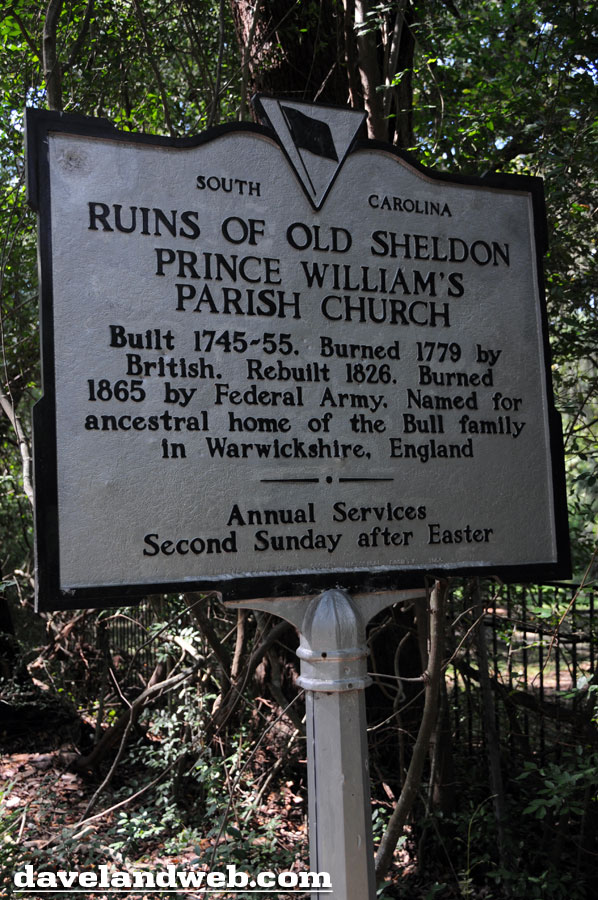 SOUTH CAROLINA
RUINS OF OLD SHELDON
PRINCE WILLIAM'S
PARISH CHURCH
Built 1745-55. Burned 1779 by
British. Rebuilt 1826. Burned
1865 by Federal Army. Named for
ancestral home of the Bull family
in Warwickshire, England
Annual Services
Second Sunday after Easter
davelandweb.com